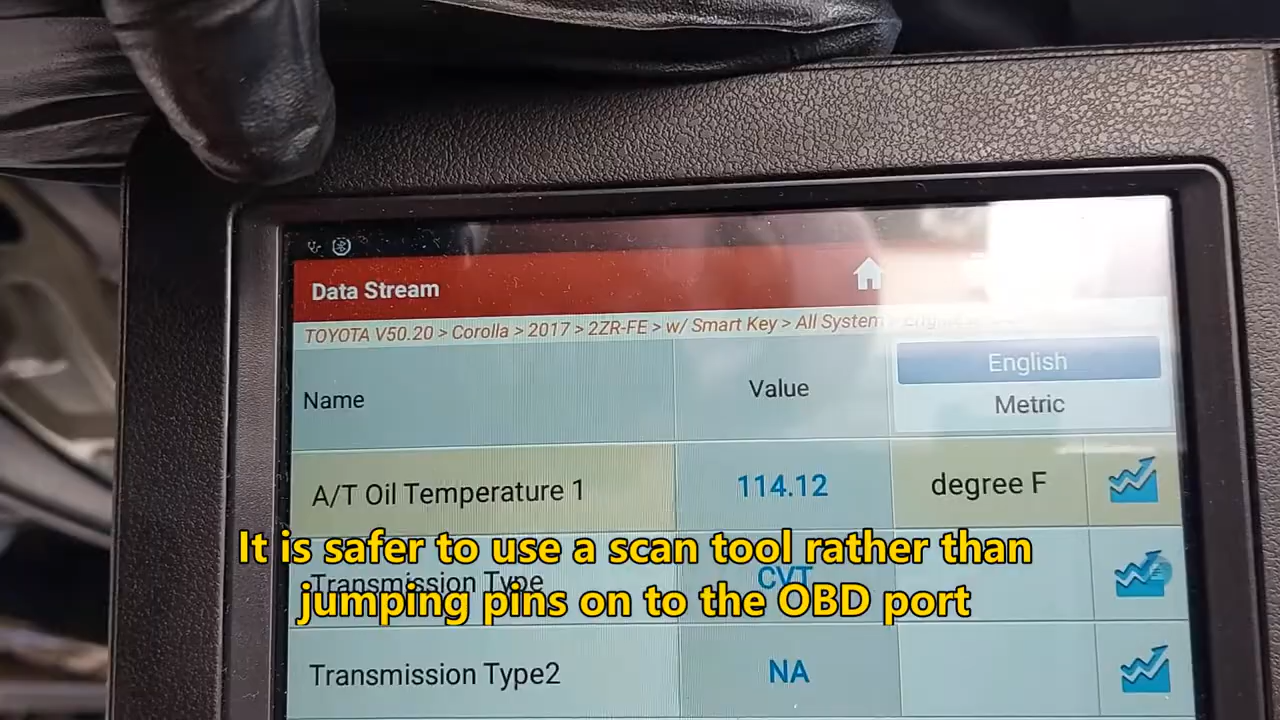 Data Stream
TOYOTA V50.20 > Corolla > 2017 > 2ZR-FE > w/ Smart Key > All System
Name
Value
English
Metric
A/T Oil Temperature 1
114.12
degree F
Transmission Type
CVT
It is safer to use a scan tool rather than
jumping pins on to the OBD port
Transmission Type2
NA